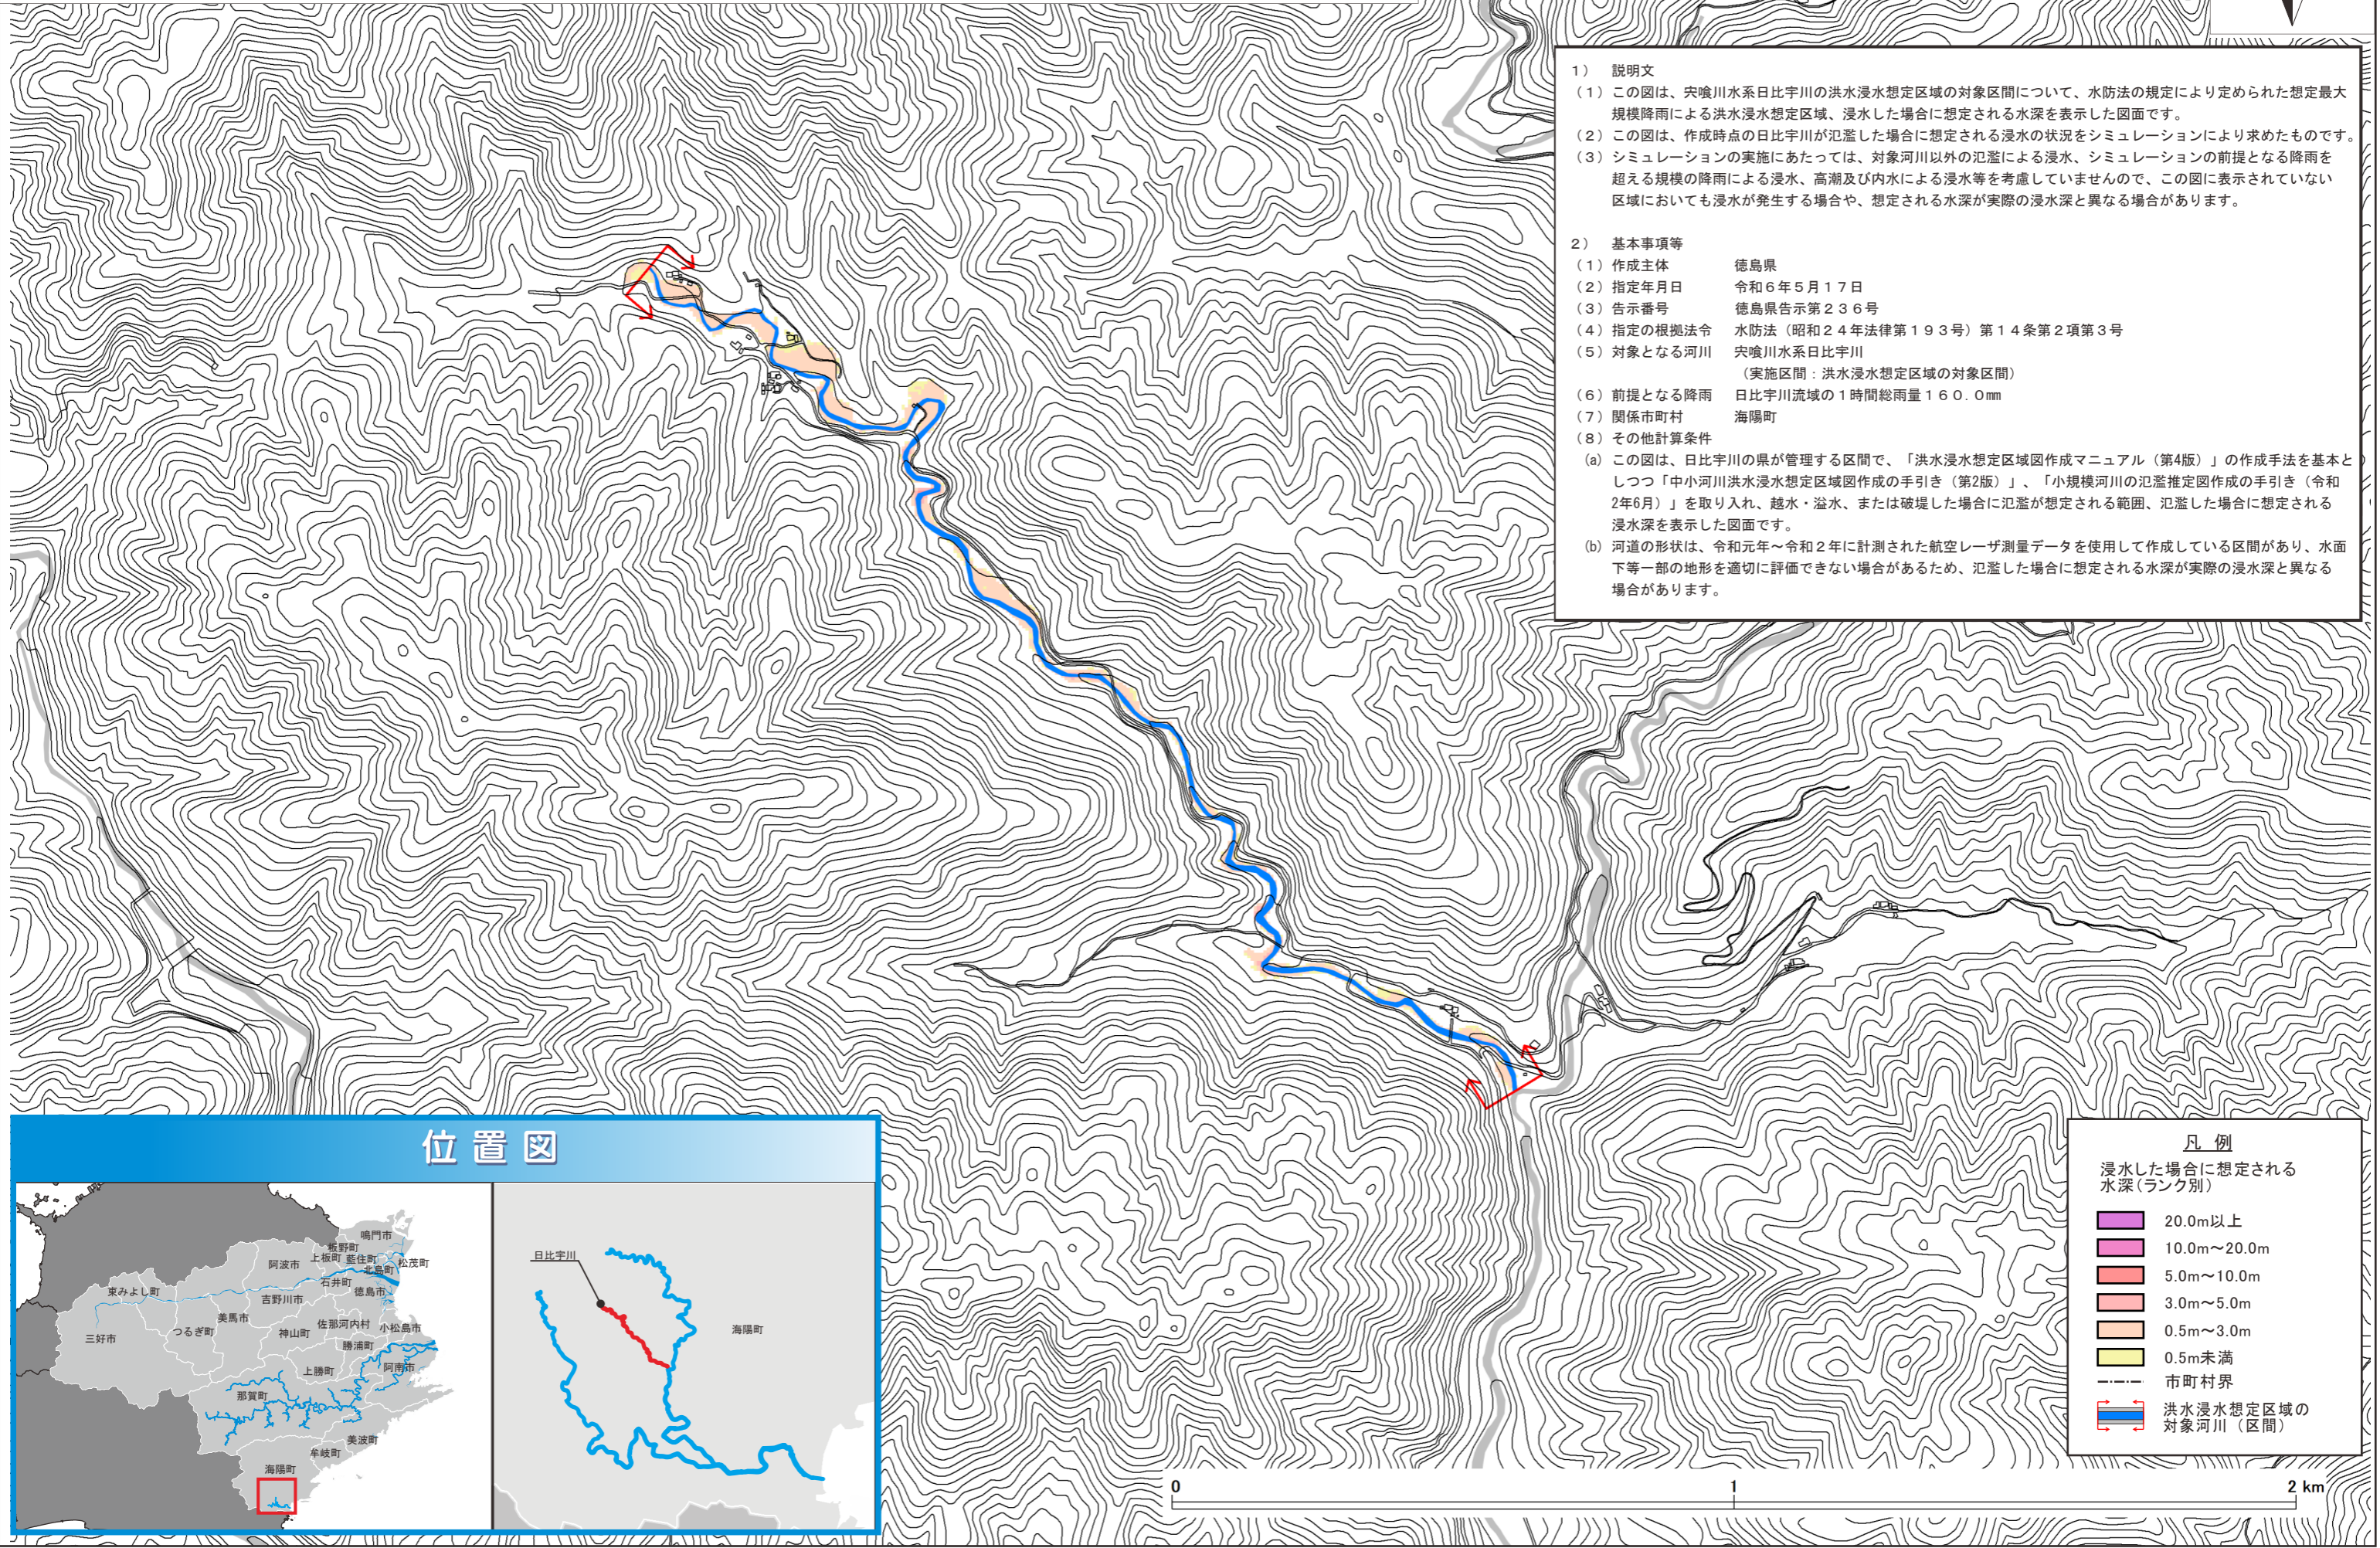 1） 説明文
（1）この図は、宍喰川水系日比宇川の洪水浸水想定区域の対象区間について、水防法の規定により定められた想定最大
規模降雨による洪水浸水想定区域、浸水した場合に想定される水深を表示した図面です。
（2）この図は、作成時点の日比宇川が氾濫した場合に想定される浸水の状況をシミュレーションにより求めたものです。
（3）シミュレーションの実施にあたっては、対象河川以外の氾濫による浸水、シミュレーションの前提となる降雨を
超える規模の降雨による浸水、高潮及び内水による浸水等を考慮していませんので、この図に表示されていない
区域においても浸水が発生する場合や、想定される水深が実際の浸水深と異なる場合があります。
2） 基本事項等
（1）作成主体 徳島県
（2）指定年月日 令和６年５月１７日
（3）告示番号 徳島県告示第２３６号
（4）指定の根拠法令 水防法（昭和２４年法律第１９３号）第１４条第２項第３号
（5）対象となる河川 宍喰川水系日比宇川
（実施区間：洪水浸水想定区域の対象区間）
（6）前提となる降雨 日比宇川流域の１時間総雨量１６０.０㎜
（7）関係市町村 海陽町
（8）その他計算条件
(a) この図は、日比宇川の県が管理する区間で、「洪水浸水想定区域図作成マニュアル（第4版）」の作成手法を基本と
しつつ「中小河川洪水浸水想定区域図作成の手引き（第2版）」、「小規模河川の氾濫推定図作成の手引き（令和
2年6月）」を取り入れ、越水・溢水、または破堤した場合に氾濫が想定される範囲、氾濫した場合に想定される
浸水深を表示した図面です。
(b) 河道の形状は、令和元年～令和２年に計測された航空レーザ測量データを使用して作成している区間があり、水面
下等一部の地形を適切に評価できない場合があるため、氾濫した場合に想定される水深が実際の浸水深と異なる
場合があります。
位置図
鳴門市
板野町
上板町
藍住町
松茂町
北島町
阿波市
石井町
徳島市
東みよし町
吉野川市
美馬市
つるぎ町
三好市
神山町
佐那河内村
小松島市
勝浦町
上勝町
阿南市
那賀町
美波町
牟岐町
海陽町
日比宇川
海陽町
凡 例
浸水した場合に想定される
水深（ランク別）
20.0m以上
10.0m～20.0m
5.0m～10.0m
3.0m～5.0m
0.5m～3.0m
0.5m未満
市町村界
洪水浸水想定区域の
対象河川（区間）
0 1 2 km